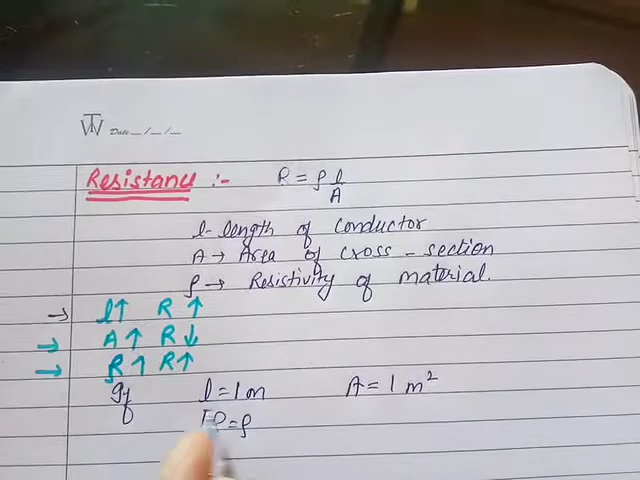 TW Date __/__/__
Resistance :- R = ρ l/A
l - length of conductor
A → Area of cross-section
ρ → Resistivity of material.
→ l↑ R↑
→ A↑ R↓
→ ρ↑ R↑
If l = 1m A = 1 m²
= ρ